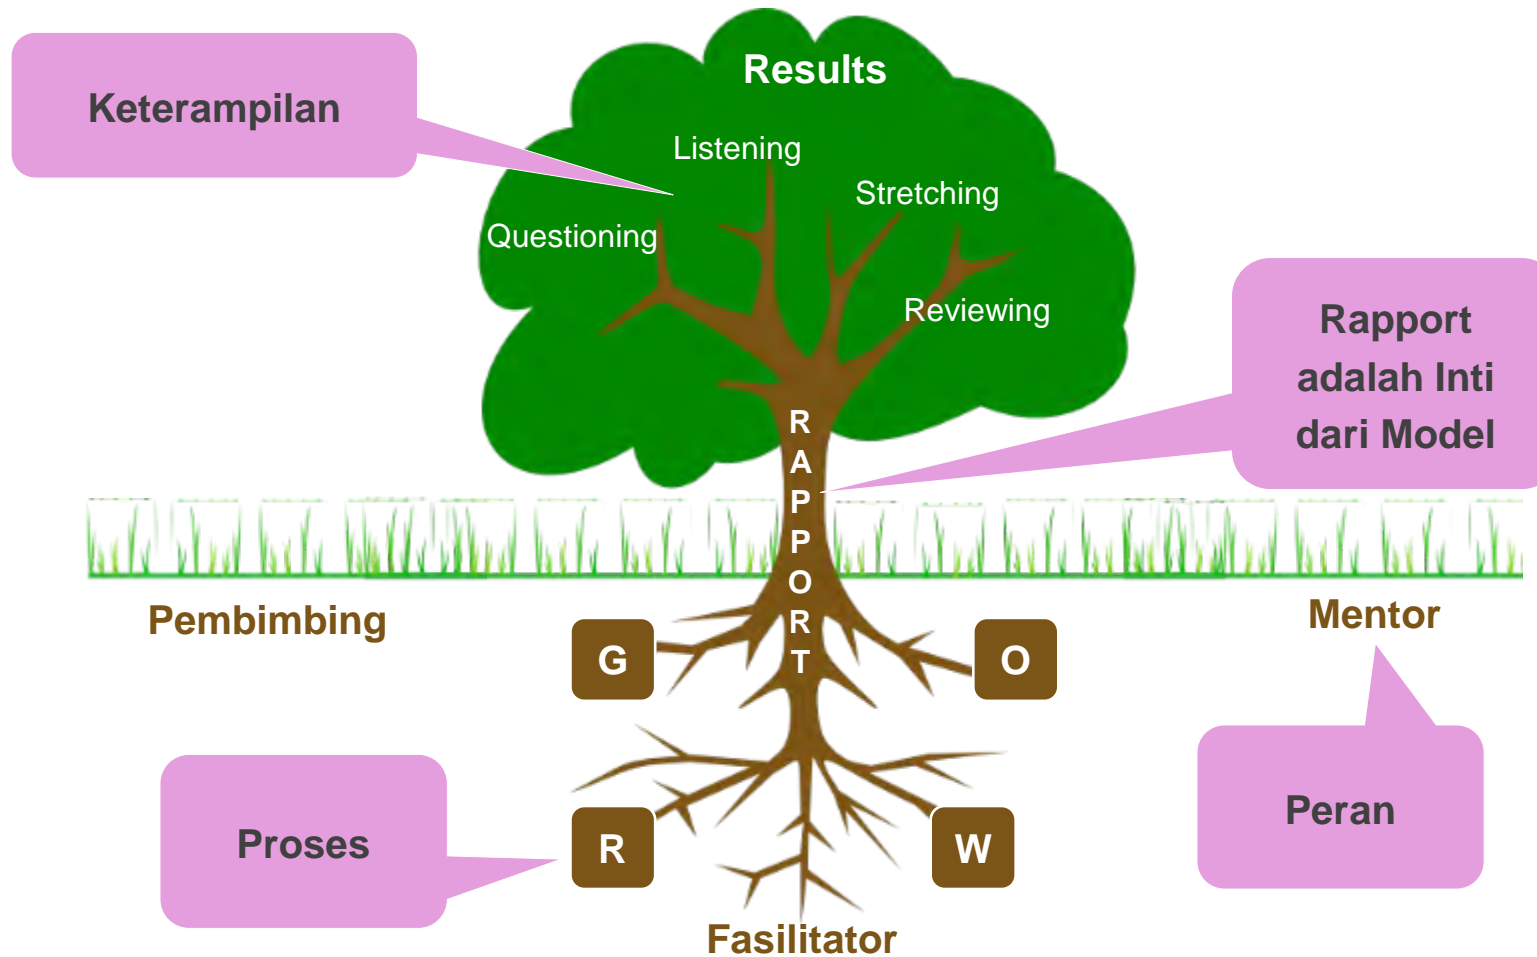 Results
Keterampilan
Listening
Stretching
Questioning
Reviewing
Rapport
adalah Inti
dari Model
R
A
P
P
O
R
T
Pembimbing
Mentor
G
O
Peran
Proses
R
W
Fasilitator